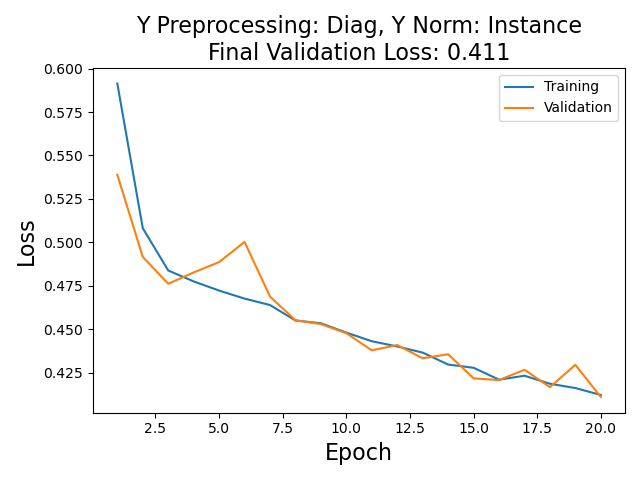 Y Preprocessing: Diag, Y Norm: Instance
Final Validation Loss: 0.411
0.600
0.575
0.550
0.525
0.500
0.475
0.450
0.425
Loss
Training
Validation
2.5 5.0 7.5 10.0 12.5 15.0 17.5 20.0
Epoch